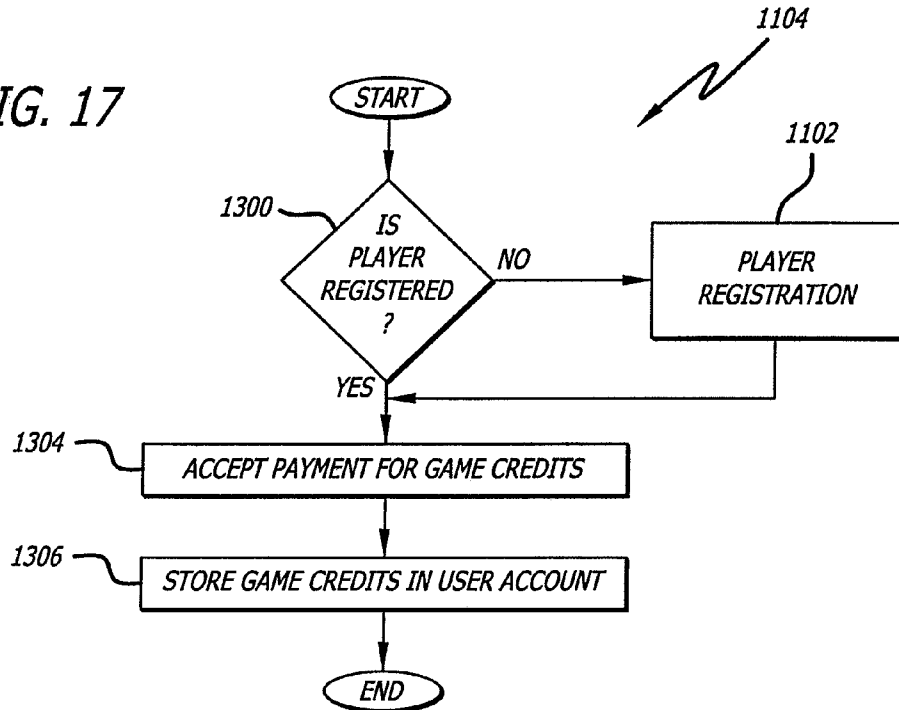 IG. 17
1104
START
1102
1300
IS
PLAYER
REGISTERED
?
NO
PLAYER
REGISTRATION
YES
1304
ACCEPT PAYMENT FOR GAME CREDITS
1306
STORE GAME CREDITS IN USER ACCOUNT
END